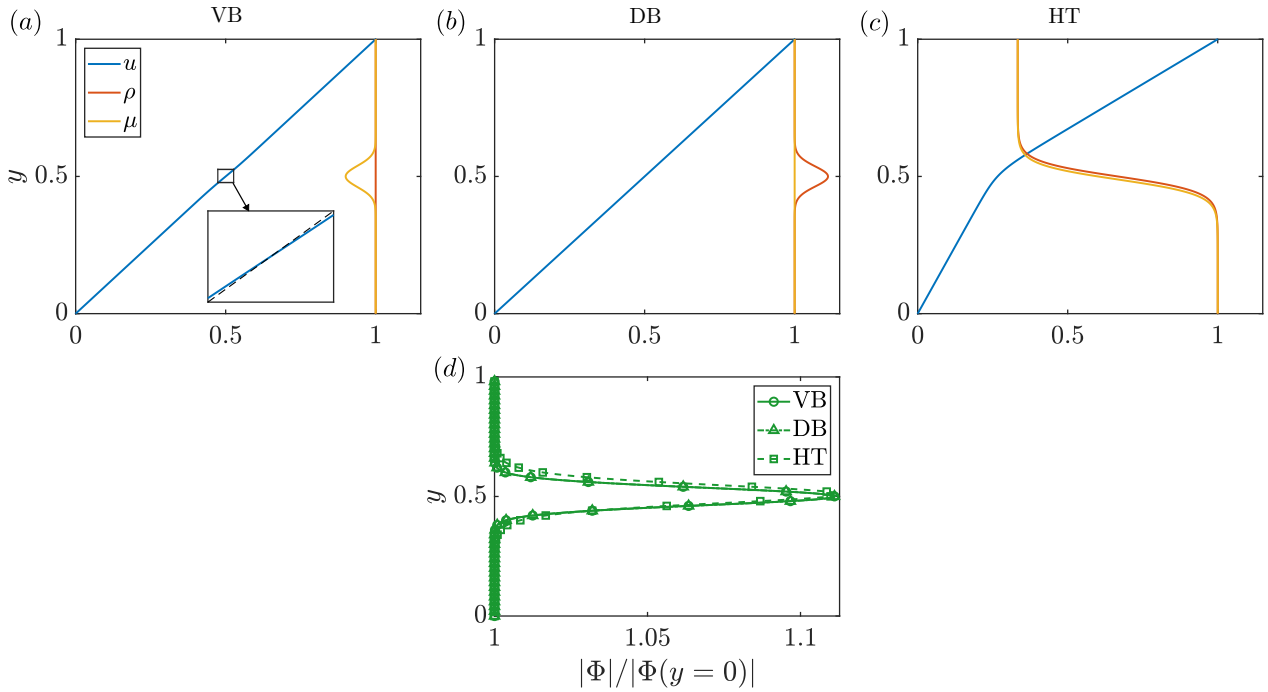 (a) VB
1
u
ρ
μ
y
0.5
0
0 0.5 1
(b) DB
1
0.5
0
0 0.5 1
(c) HT
1
0.5
0
0 0.5 1
(d)
1
VB
DB
HT
y
0.5
0
1 1.05 1.1
|Φ|/|Φ(y = 0)|